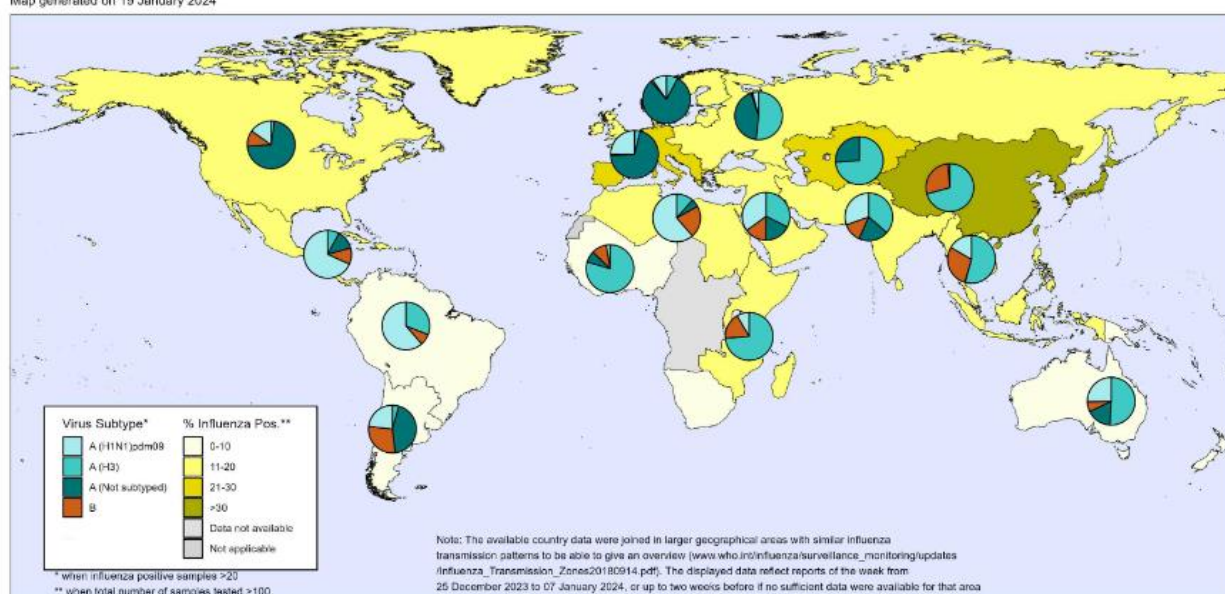 Map generated on 19 January 2024
Virus Subtype*
A (H1N1)pdm09
A (H3)
A (Not subtyped)
B
% Influenza Pos.**
0-10
11-20
21-30
>30
Data not available
Not applicable
* when influenza positive samples >20
** when total number of samples tested >100
Note: The available country data were joined in larger geographical areas with similar influenza
transmission patterns to be able to give an overview (www.who.int/influenza/surveillance_monitoring/updates
/Influenza_Transmission_Zones20180914.pdf). The displayed data reflect reports of the week from
25 December 2023 to 07 January 2024, or up to two weeks before if no sufficient data were available for that area